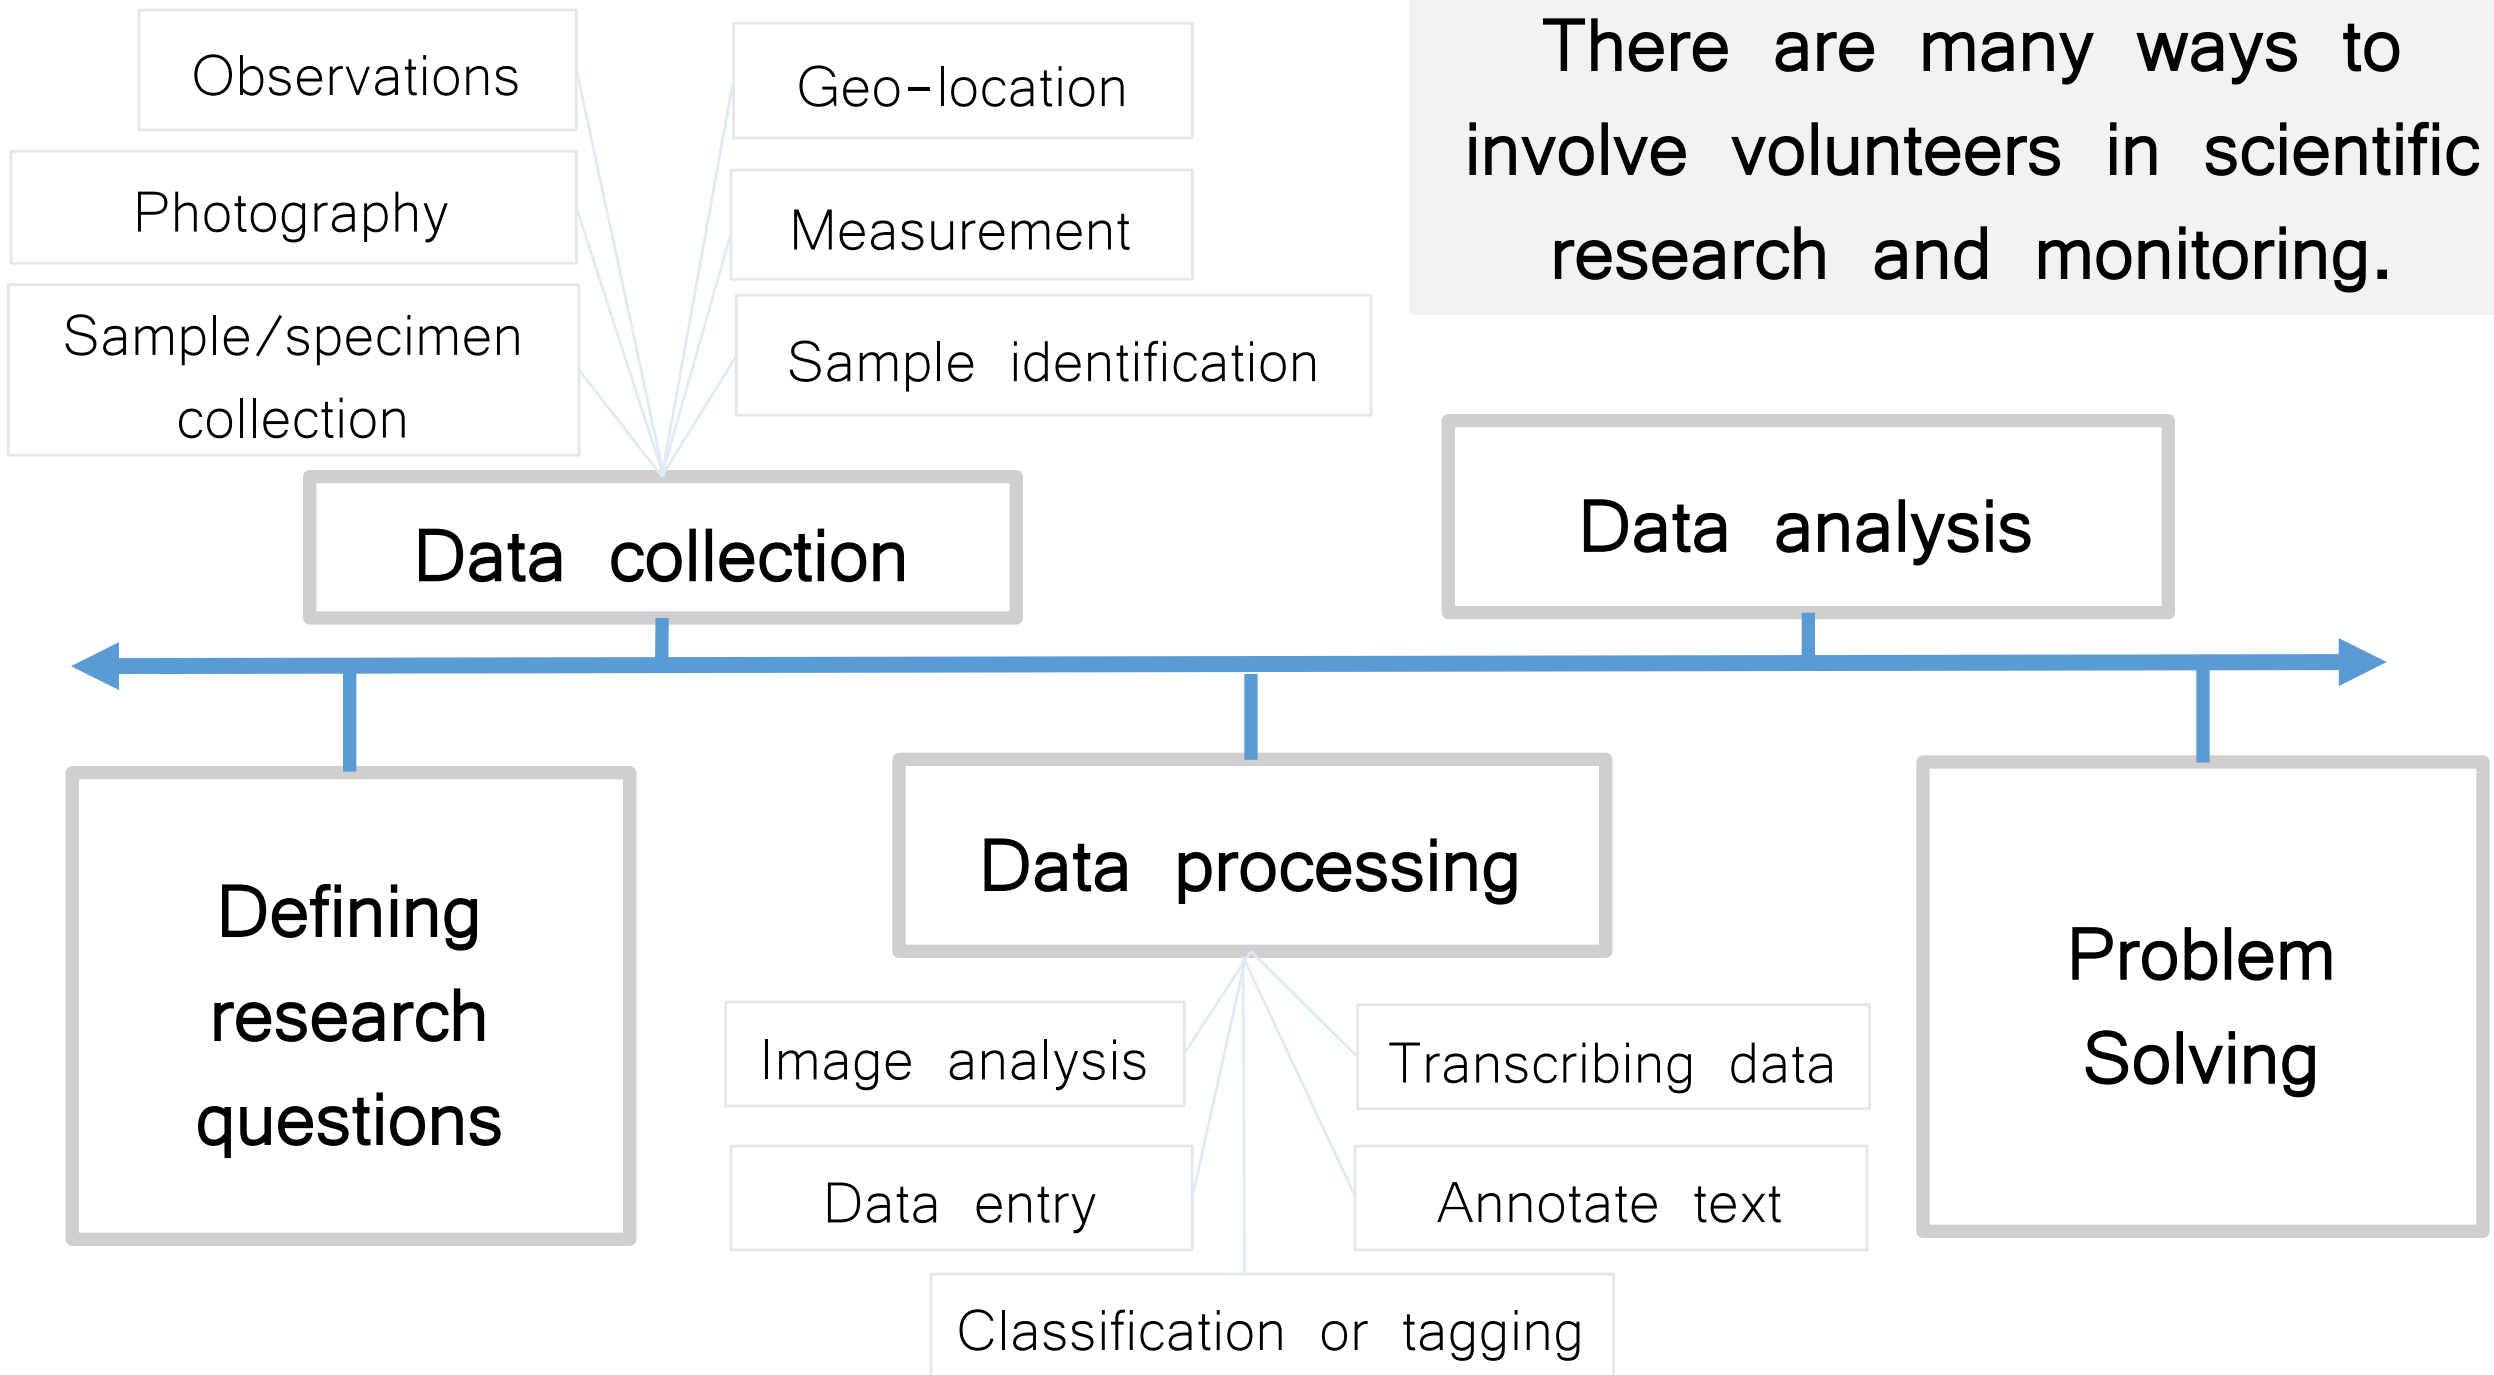 There are many ways to
involve volunteers in scientific
research and monitoring.
Observations
Geo-location
Photography
Measurement
Sample/specimen
collection
Sample identification
Data collection
Data analysis
Defining
research
questions
Data processing
Problem
Solving
Image analysis
Transcribing data
Data entry
Annotate text
Classification or tagging